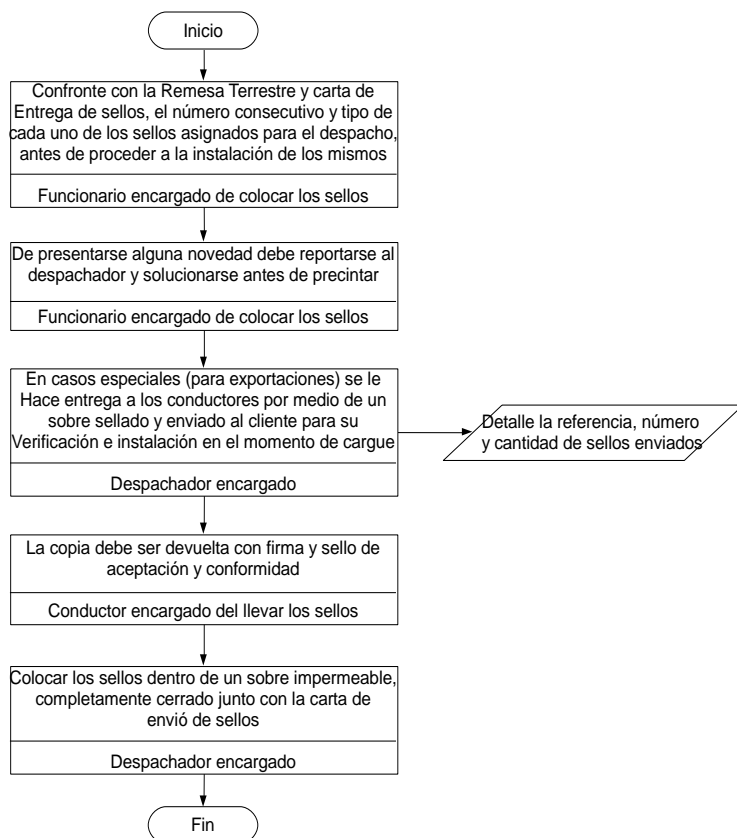 Inicio
Confronte con la Remesa Terrestre y carta de
Entrega de sellos, el número consecutivo y tipo de
cada uno de los sellos asignados para el despacho,
antes de proceder a la instalación de los mismos
Funcionario encargado de colocar los sellos
De presentarse alguna novedad debe reportarse al
despachador y solucionarse antes de precintar
Funcionario encargado de colocar los sellos
En casos especiales (para exportaciones) se le
Hace entrega a los conductores por medio de un
sobre sellado y enviado al cliente para su
Verificación e instalación en el momento de cargue
Despachador encargado
Detalle la referencia, número
y cantidad de sellos enviados
La copia debe ser devuelta con firma y sello de
aceptación y conformidad
Conductor encargado del llevar los sellos
Colocar los sellos dentro de un sobre impermeable,
completamente cerrado junto con la carta de
envió de sellos
Despachador encargado
Fin